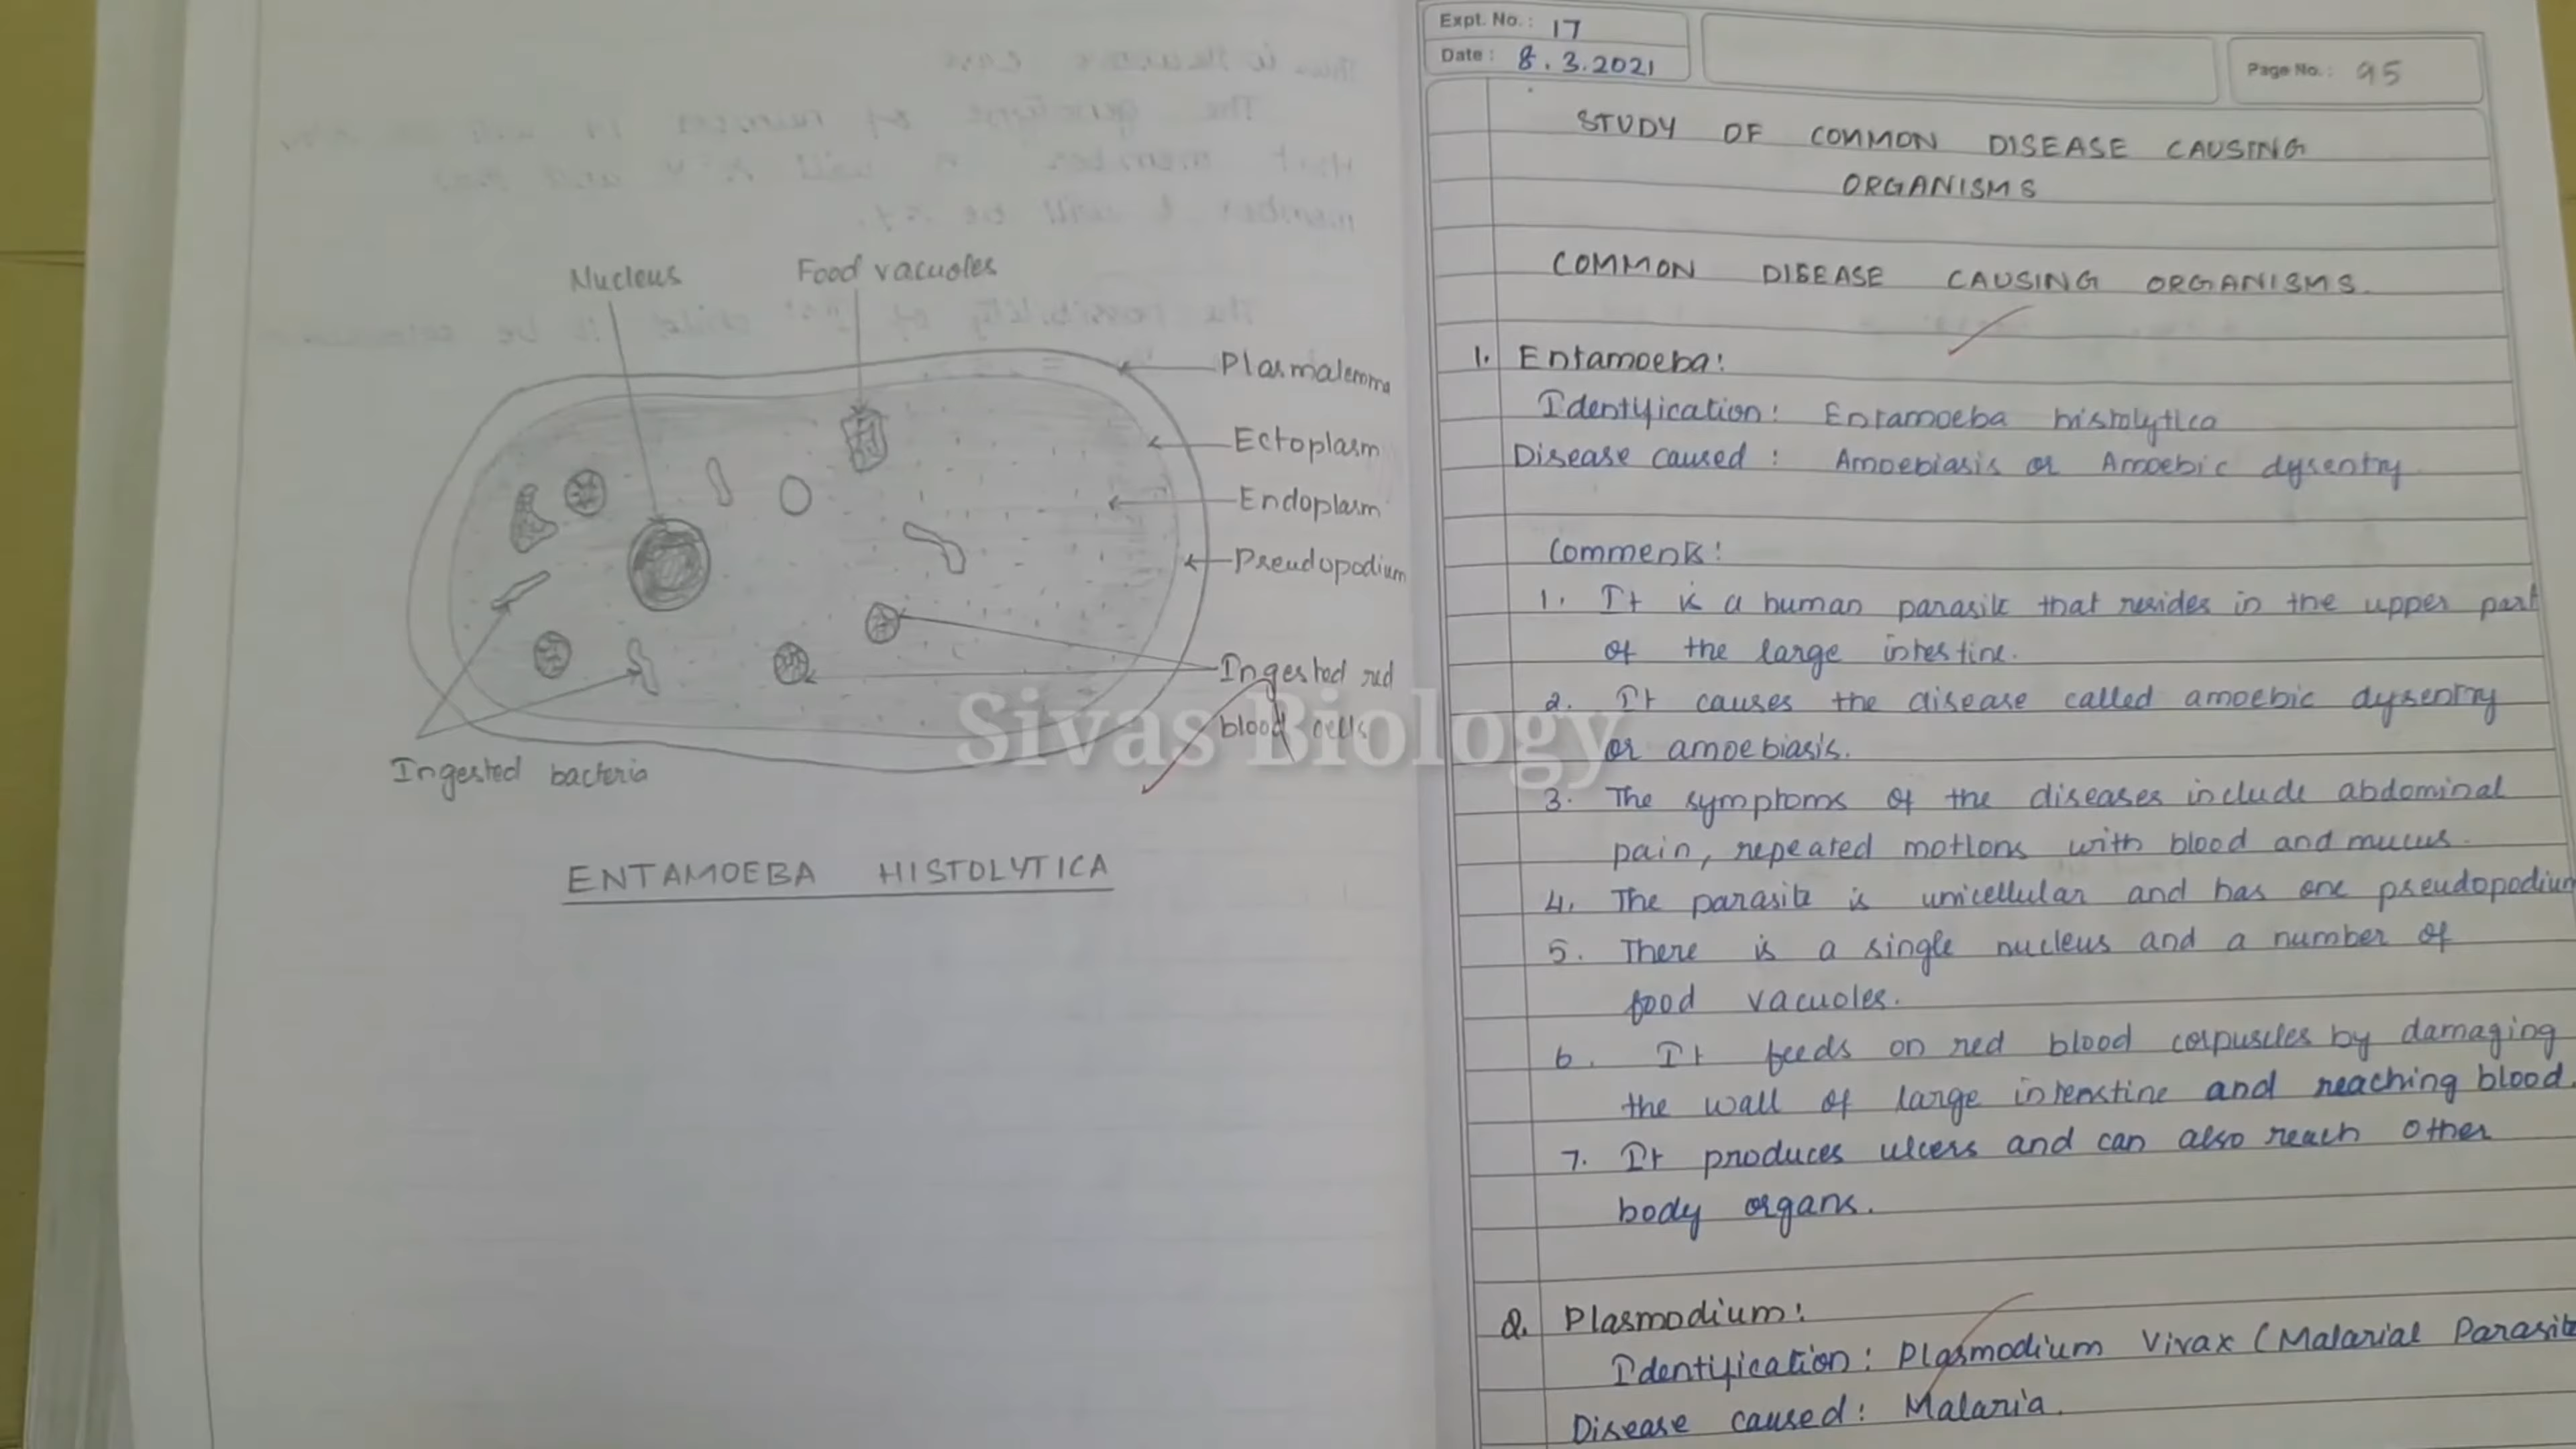 Nucleus
Food vacuoles
Plasmalemma
Ectoplasm
Endoplasm
Pseudopodium
Ingested red
blood cells
Ingested bacteria
ENTAMOEBA HISTOLYTICA
Sivas Biology
Expt. No. : 17
Date : 8.3.2021
Page No. : 95
STUDY OF COMMON DISEASE CAUSING
ORGANISMS
COMMON DISEASE CAUSING ORGANISMS.
1. Entamoeba:
Identification: Entamoeba histolytica
Disease caused : Amoebiasis or Amoebic dysentry
Comments:
1. It is a human parasite that resides in the upper part
of the large intestine.
2. It causes the disease called amoebic dysentry
or amoebiasis.
3. The symptoms of the diseases include abdominal
pain, repeated motions with blood and mucus.
4. The parasite is unicellular and has one pseudopodium
5. There is a single nucleus and a number of
food vacuoles.
6. It feeds on red blood corpuscles by damaging
the wall of large intenstine and reaching blood.
7. It produces ulcers and can also reach other
body organs.
2. Plasmodium:
Identification: Plasmodium Vivax (Malarial Parasite
Disease caused: Malaria.